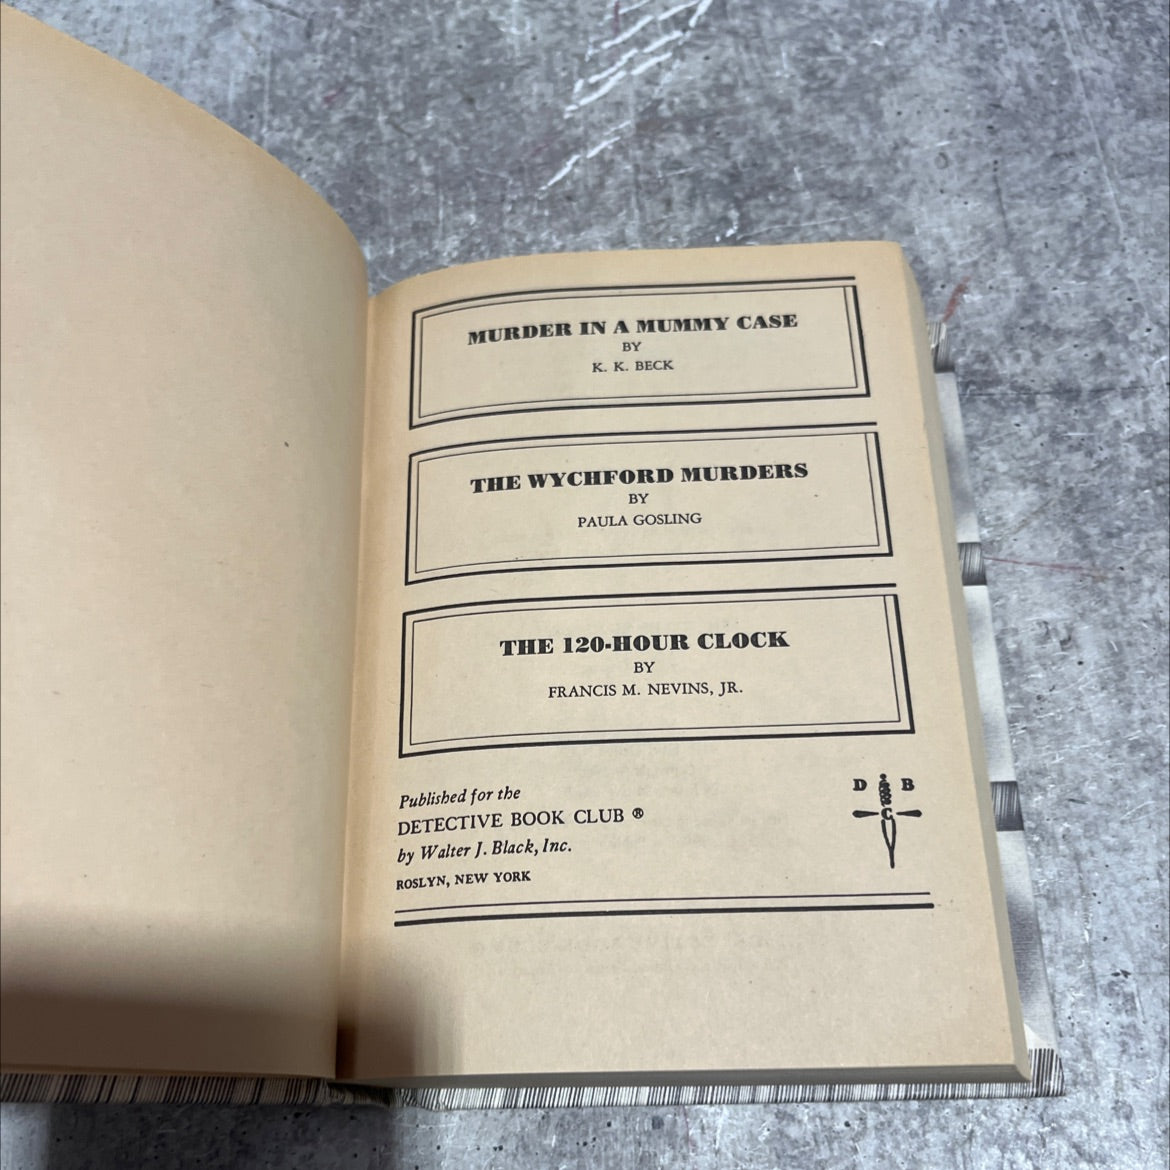 MURDER IN A MUMMY CASE
BY
K. K. BECK
THE WYCHFORD MURDERS
BY
PAULA GOSLING
THE 120-HOUR CLOCK
BY
FRANCIS M. NEVINS, JR.
Published for the
DETECTIVE BOOK CLUB ®
by Walter J. Black, Inc.
ROSLYN, NEW YORK
D B
C